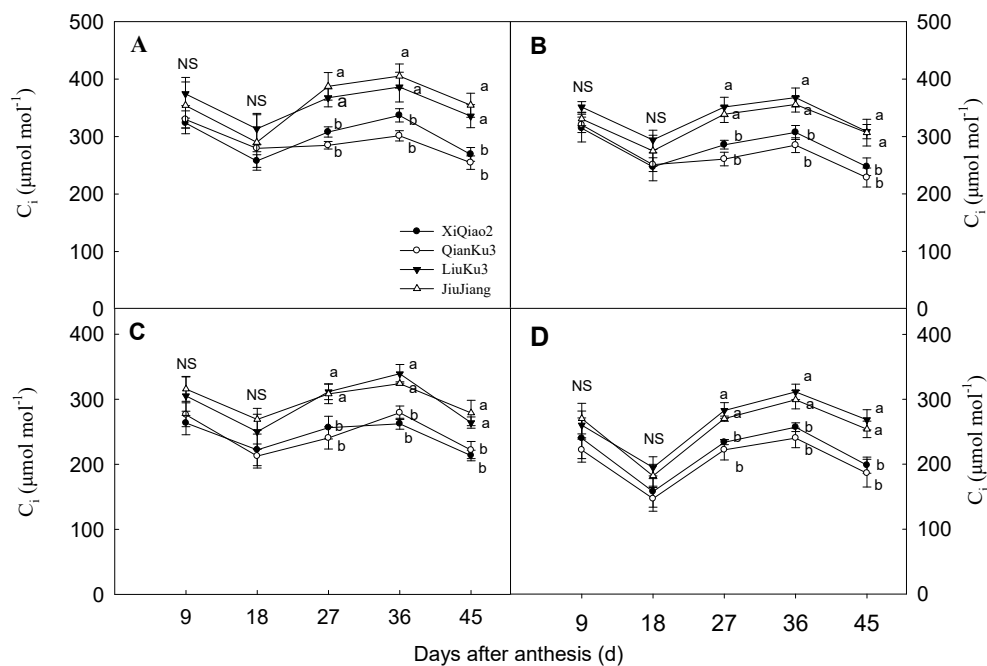 500
500
A
B
NS
NS
a
a
a
a
a
a
b
b
b
b
b
b
400
400
300
300
200
200
100
100
0
0
Cᵢ (μmol mol⁻¹)
Cᵢ (μmol mol⁻¹)
NS
NS
a
a
a
a
a
a
b
b
b
b
b
b
XiQiao2
QianKu3
LiuKu3
JiuJiang
C
D
NS
NS
a
a
a
a
a
a
b
b
b
b
b
b
400
400
300
300
200
200
100
100
0
0
Cᵢ (μmol mol⁻¹)
Cᵢ (μmol mol⁻¹)
NS
NS
a
a
a
a
a
a
b
b
b
b
b
b
9 18 27 36 45
9 18 27 36 45
Days after anthesis (d)